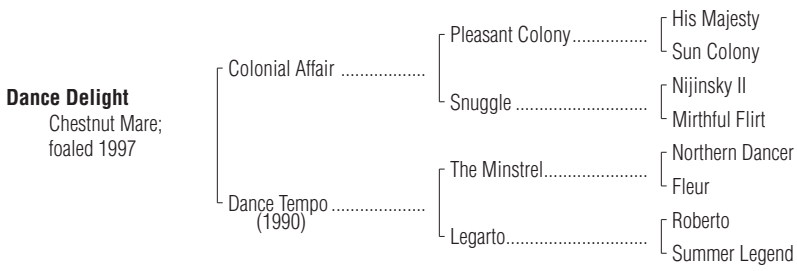 His Majesty
Pleasant Colony................
Sun Colony
Colonial Affair ..................
Nijinsky II
Snuggle ............................
Mirthful Flirt
Dance Delight
Chestnut Mare;
foaled 1997
Northern Dancer
The Minstrel......................
Fleur
Dance Tempo ....................
(1990)
Roberto
Legarto..............................
Summer Legend